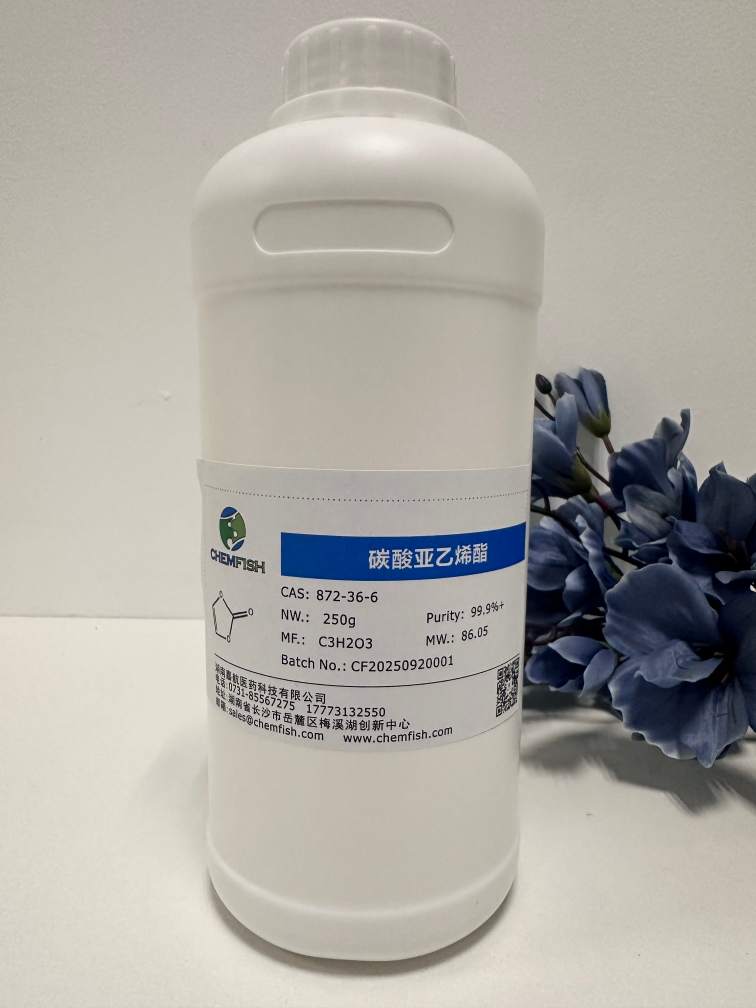 CHEMFISH
碳酸亚乙烯酯
CAS: 872-36-6
NW.: 250g
Purity: 99.9%+
MF.: C3H2O3
MW.: 86.05
Batch No.: CF20250920001
湖南鑫航医药科技有限公司
电话:0731-85567275 17773132550
地址:湖南省长沙市岳麓区梅溪湖创新中心
邮箱:sales@chemfish.com www.chemfish.com
O
O
O